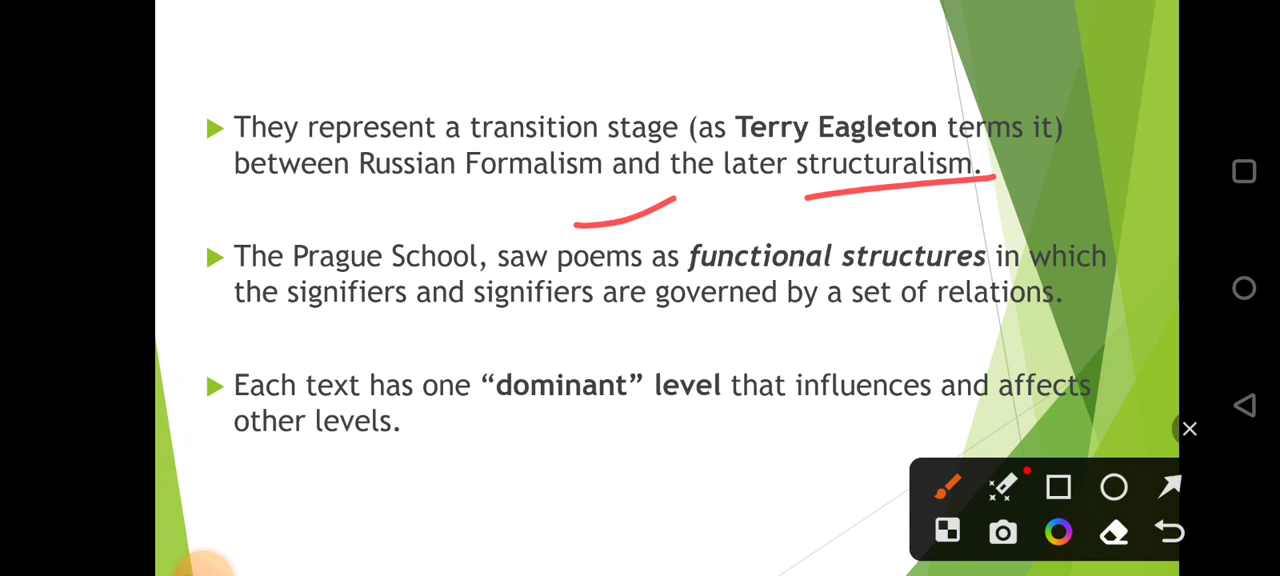 They represent a transition stage (as Terry Eagleton terms it)
between Russian Formalism and the later structuralism.
The Prague School, saw poems as functional structures in which
the signifiers and signifiers are governed by a set of relations.
Each text has one “dominant” level that influences and affects
other levels.